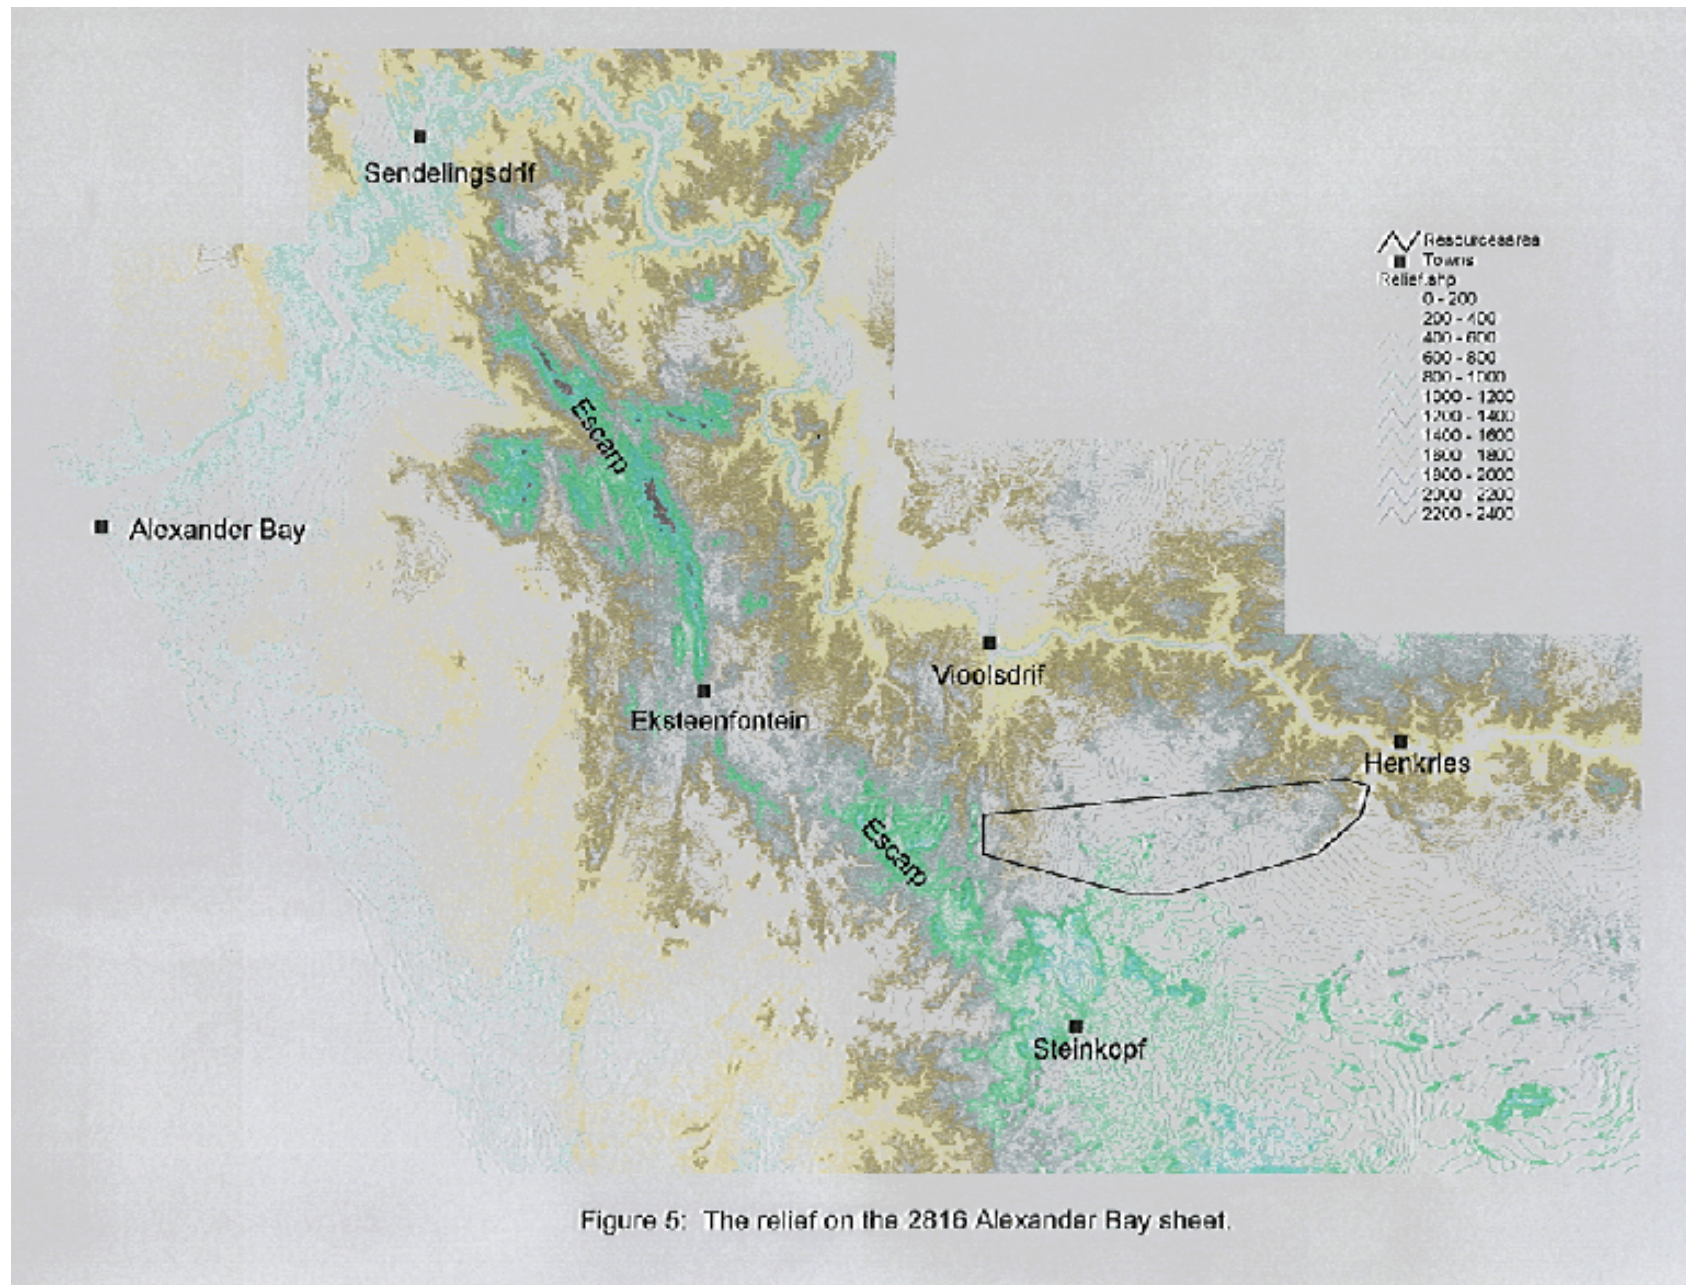 Sendelingsdrif
Resourcesarea
Towns
Relief.shp
0 - 200
200 - 400
400 - 600
600 - 800
800 - 1000
1000 - 1200
1200 - 1400
1400 - 1600
1600 - 1800
1800 - 2000
2000 - 2200
2200 - 2400
Escarp
Alexander Bay
Vioolsdrif
Eksteenfontein
Henkries
Escarp
Steinkopf
Figure 5: The relief on the 2816 Alexander Bay sheet.